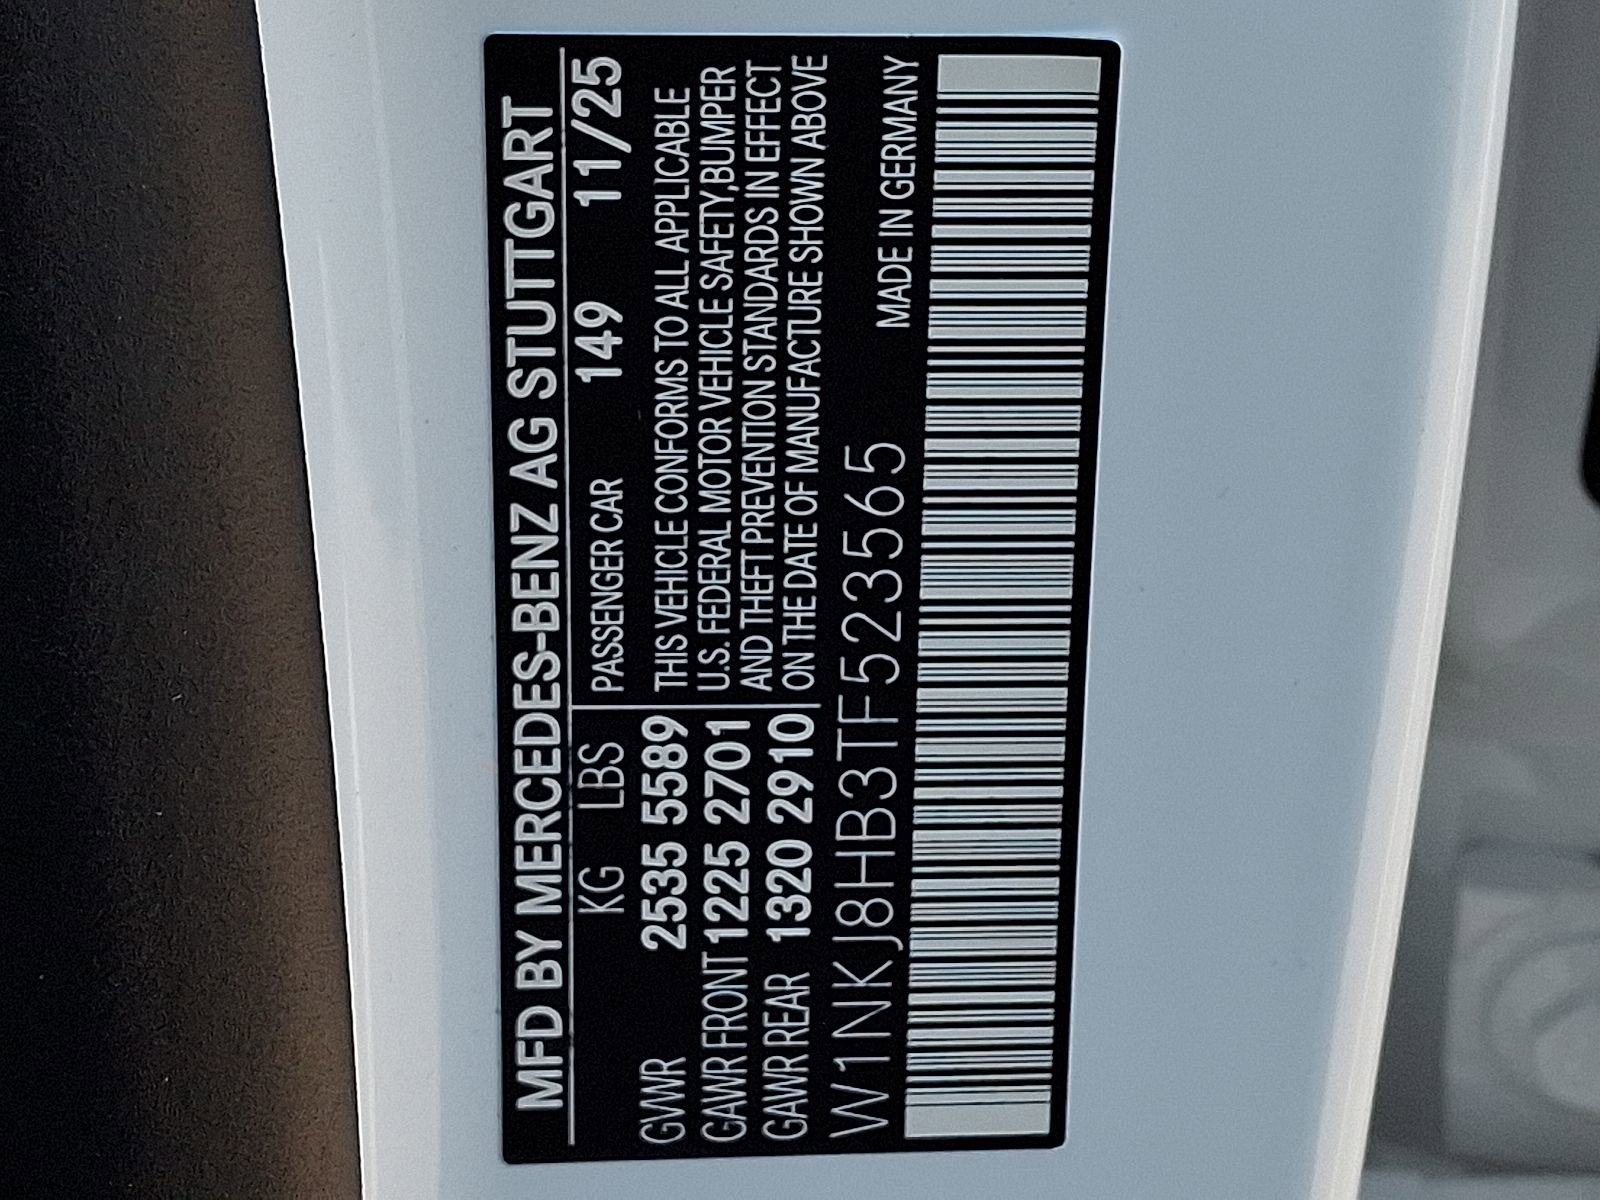 MFD BY MERCEDES-BENZ AG STUTTGART
KG LBS PASSENGER CAR 149 11/25
GVWR 2535 5589
GAWR FRONT 1225 2701
GAWR REAR 1320 2910
THIS VEHICLE CONFORMS TO ALL APPLICABLE
U.S. FEDERAL MOTOR VEHICLE SAFETY,BUMPER
AND THEFT PREVENTION STANDARDS IN EFFECT
ON THE DATE OF MANUFACTURE SHOWN ABOVE
W1NKJ8HB3TF523565 MADE IN GERMANY